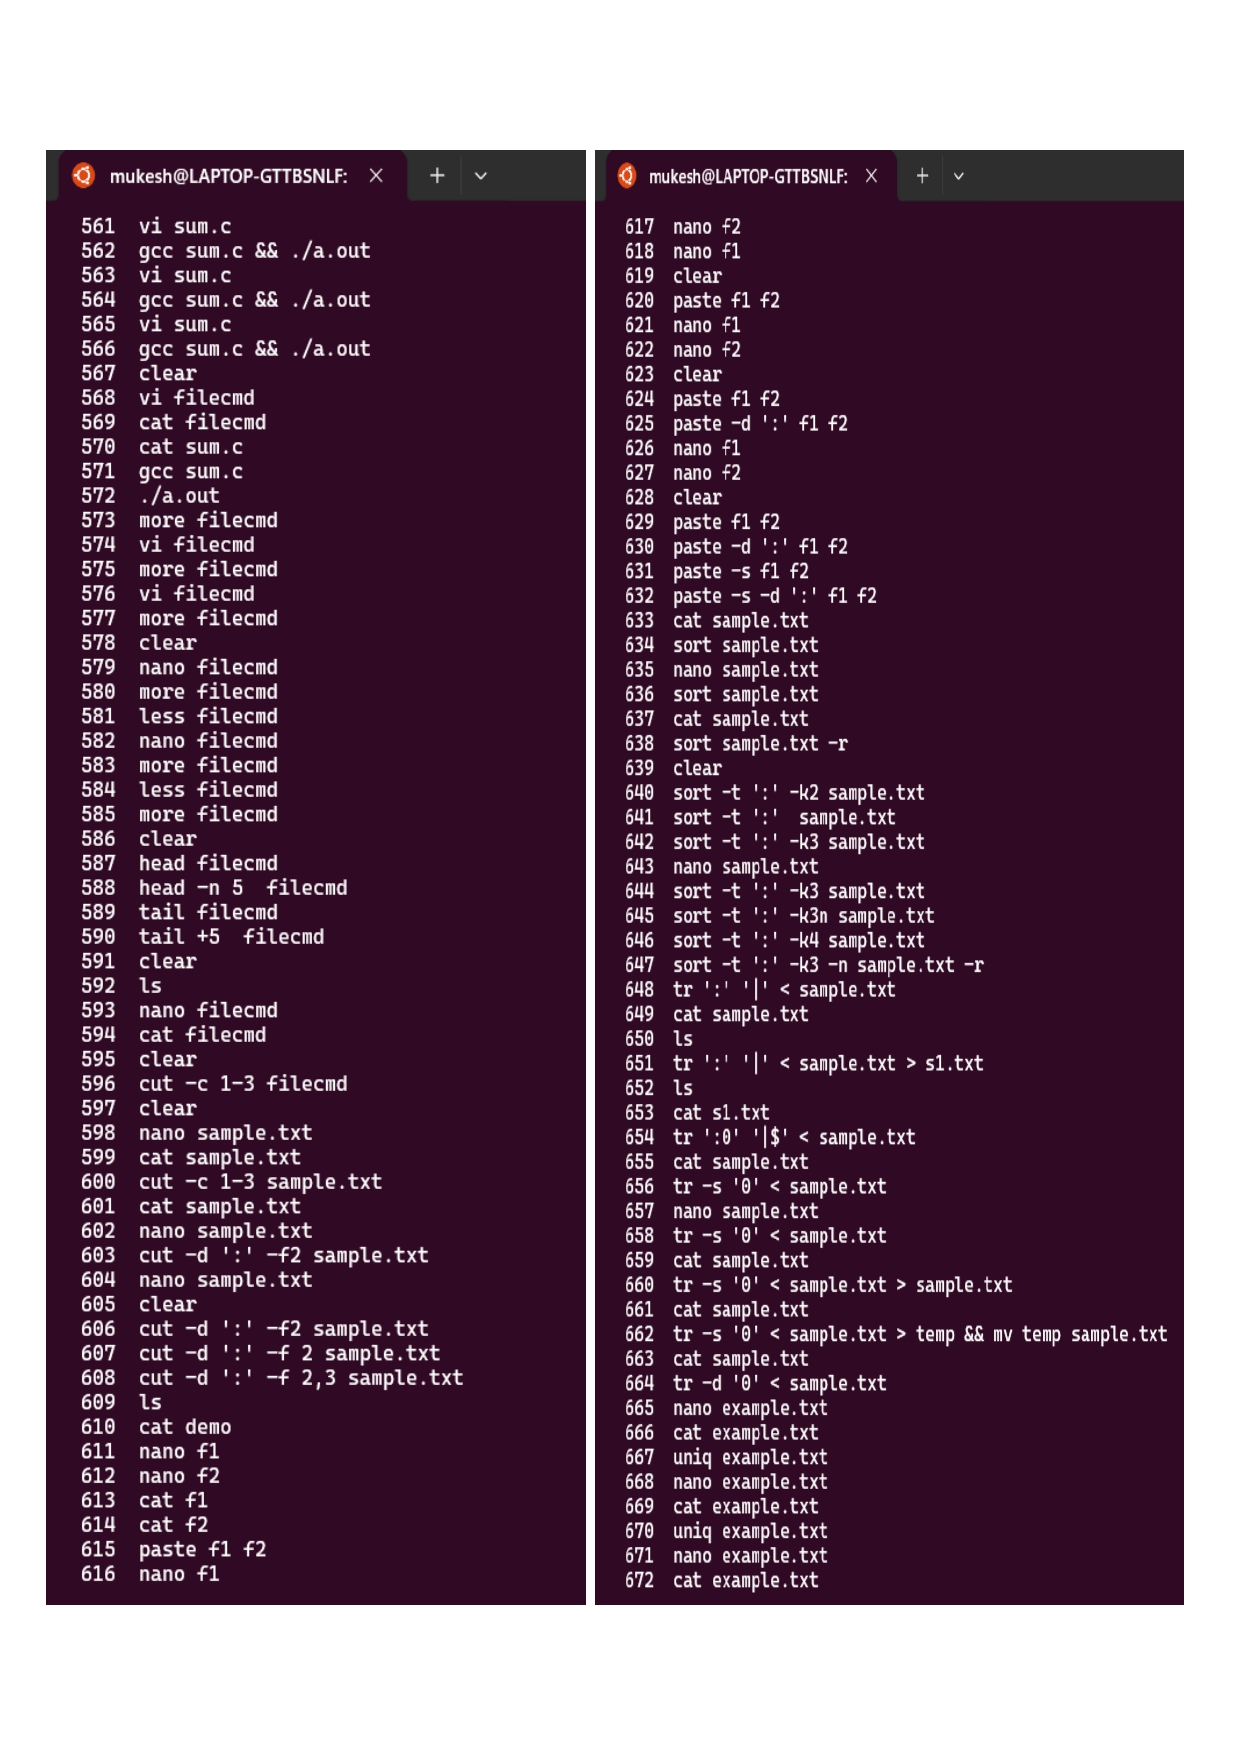 mukesh@LAPTOP-GTTBSNLF:
561 vi sum.c
562 gcc sum.c && ./a.out
563 vi sum.c
564 gcc sum.c && ./a.out
565 vi sum.c
566 gcc sum.c && ./a.out
567 clear
568 vi filecmd
569 cat filecmd
570 cat sum.c
571 gcc sum.c
572 ./a.out
573 more filecmd
574 vi filecmd
575 more filecmd
576 vi filecmd
577 more filecmd
578 clear
579 nano filecmd
580 more filecmd
581 less filecmd
582 nano filecmd
583 more filecmd
584 less filecmd
585 more filecmd
586 clear
587 head filecmd
588 head -n 5  filecmd
589 tail filecmd
590 tail +5  filecmd
591 clear
592 ls
593 nano filecmd
594 cat filecmd
595 clear
596 cut -c 1-3 filecmd
597 clear
598 nano sample.txt
599 cat sample.txt
600 cut -c 1-3 sample.txt
601 cat sample.txt
602 nano sample.txt
603 cut -d ':' -f2 sample.txt
604 nano sample.txt
605 clear
606 cut -d ':' -f2 sample.txt
607 cut -d ':' -f 2 sample.txt
608 cut -d ':' -f 2,3 sample.txt
609 ls
610 cat demo
611 nano f1
612 nano f2
613 cat f1
614 cat f2
615 paste f1 f2
616 nano f1
mukesh@LAPTOP-GTTBSNLF:
617 nano f2
618 nano f1
619 clear
620 paste f1 f2
621 nano f1
622 nano f2
623 clear
624 paste f1 f2
625 paste -d ':' f1 f2
626 nano f1
627 nano f2
628 clear
629 paste f1 f2
630 paste -d ':' f1 f2
631 paste -s f1 f2
632 paste -s -d ':' f1 f2
633 cat sample.txt
634 sort sample.txt
635 nano sample.txt
636 sort sample.txt
637 cat sample.txt
638 sort sample.txt -r
639 clear
640 sort -t ':' -k2 sample.txt
641 sort -t ':'  sample.txt
642 sort -t ':' -k3 sample.txt
643 nano sample.txt
644 sort -t ':' -k3 sample.txt
645 sort -t ':' -k3n sample.txt
646 sort -t ':' -k4 sample.txt
647 sort -t ':' -k3 -n sample.txt -r
648 tr ':' '|' < sample.txt
649 cat sample.txt
650 ls
651 tr ':' '|' < sample.txt > s1.txt
652 ls
653 cat s1.txt
654 tr ':0' '|$' < sample.txt
655 cat sample.txt
656 tr -s '0' < sample.txt
657 nano sample.txt
658 tr -s '0' < sample.txt
659 cat sample.txt
660 tr -s '0' < sample.txt > sample.txt
661 cat sample.txt
662 tr -s '0' < sample.txt > temp && mv temp sample.txt
663 cat sample.txt
664 tr -d '0' < sample.txt
665 nano example.txt
666 cat example.txt
667 uniq example.txt
668 nano example.txt
669 cat example.txt
670 uniq example.txt
671 nano example.txt
672 cat example.txt